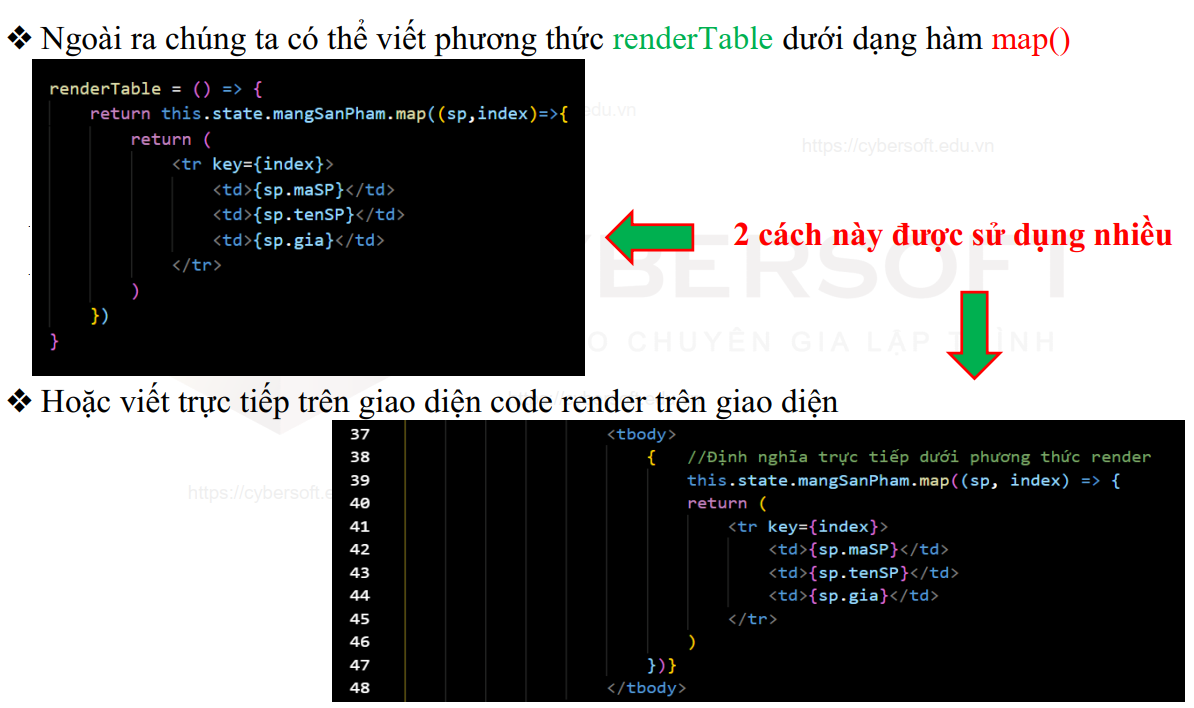 ❖ Ngoài ra chúng ta có thể viết phương thức renderTable dưới dạng hàm map()
renderTable = () => {
    return this.state.mangSanPham.map((sp,index)=>{
        return (
            <tr key={index}>
                <td>{sp.maSP}</td>
                <td>{sp.tenSP}</td>
                <td>{sp.gia}</td>
            </tr>
        )
    })
}
edu.vn
https://cybersoft.edu.vn
2 cách này được sử dụng nhiều
YBERSOFT
O CHUYÊN GIA LẬP TRÌNH
❖ Hoặc viết trực tiếp trên giao diện code render trên giao diện
https://cybersoft.e
37 <tbody>
38 { //Định nghĩa trực tiếp dưới phương thức render
39 this.state.mangSanPham.map((sp, index) => {
40 return (
41 <tr key={index}>
42 <td>{sp.maSP}</td>
43 <td>{sp.tenSP}</td>
44 <td>{sp.gia}</td>
45 </tr>
46 )
47 })}
48 </tbody>